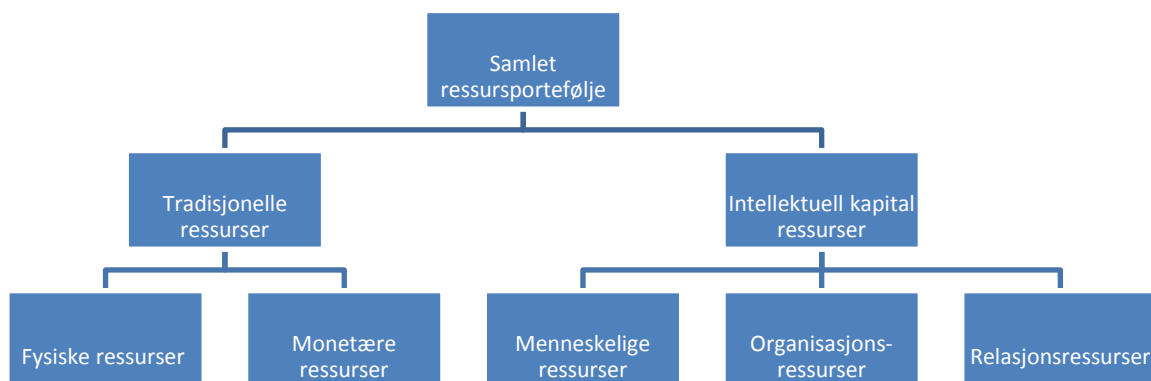 Samlet
ressursportefølje
Tradisjonelle
ressurser
Intellektuell kapital
ressurser
Fysiske ressurser
Monetære
ressurser
Menneskelige
ressurser
Organisasjons-
ressurser
Relasjonsressurser